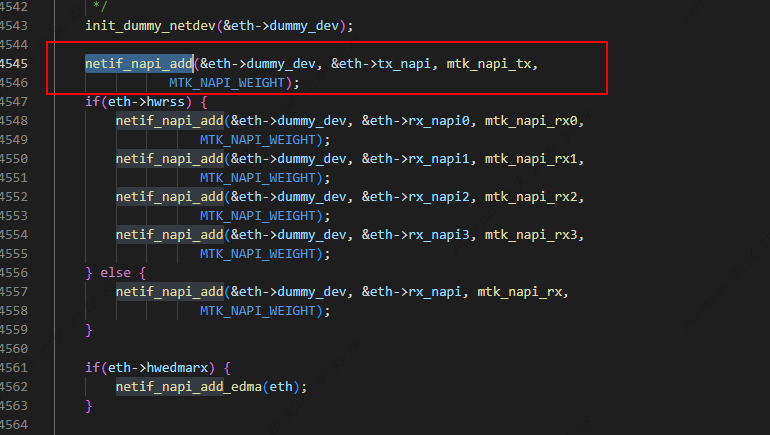 4542 */
4543 init_dummy_netdev(&eth->dummy_dev);
4544
4545 netif_napi_add(&eth->dummy_dev, &eth->tx_napi, mtk_napi_tx,
4546 MTK_NAPI_WEIGHT);
4547 if(eth->hwrss) {
4548 netif_napi_add(&eth->dummy_dev, &eth->rx_napi0, mtk_napi_rx0,
4549 MTK_NAPI_WEIGHT);
4550 netif_napi_add(&eth->dummy_dev, &eth->rx_napi1, mtk_napi_rx1,
4551 MTK_NAPI_WEIGHT);
4552 netif_napi_add(&eth->dummy_dev, &eth->rx_napi2, mtk_napi_rx2,
4553 MTK_NAPI_WEIGHT);
4554 netif_napi_add(&eth->dummy_dev, &eth->rx_napi3, mtk_napi_rx3,
4555 MTK_NAPI_WEIGHT);
4556 } else {
4557 netif_napi_add(&eth->dummy_dev, &eth->rx_napi, mtk_napi_rx,
4558 MTK_NAPI_WEIGHT);
4559 }
4560
4561 if(eth->hwedmarx) {
4562 netif_napi_add_edma(eth);
4563 }
4564